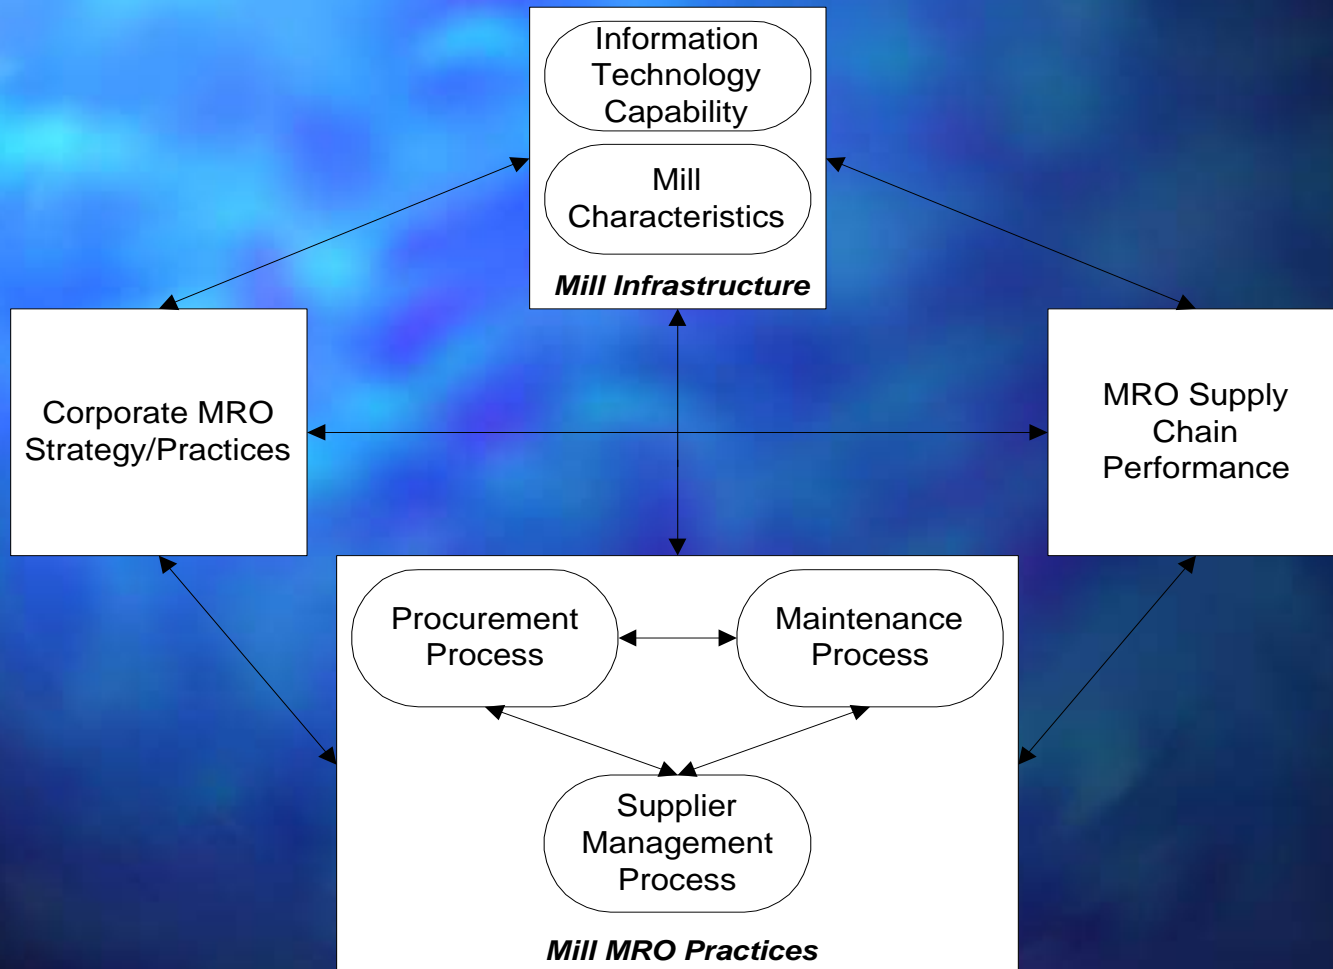 Information
Technology
Capability
Mill
Characteristics
Mill Infrastructure
Corporate MRO
Strategy/Practices
MRO Supply
Chain
Performance
Procurement
Process
Maintenance
Process
Supplier
Management
Process
Mill MRO Practices